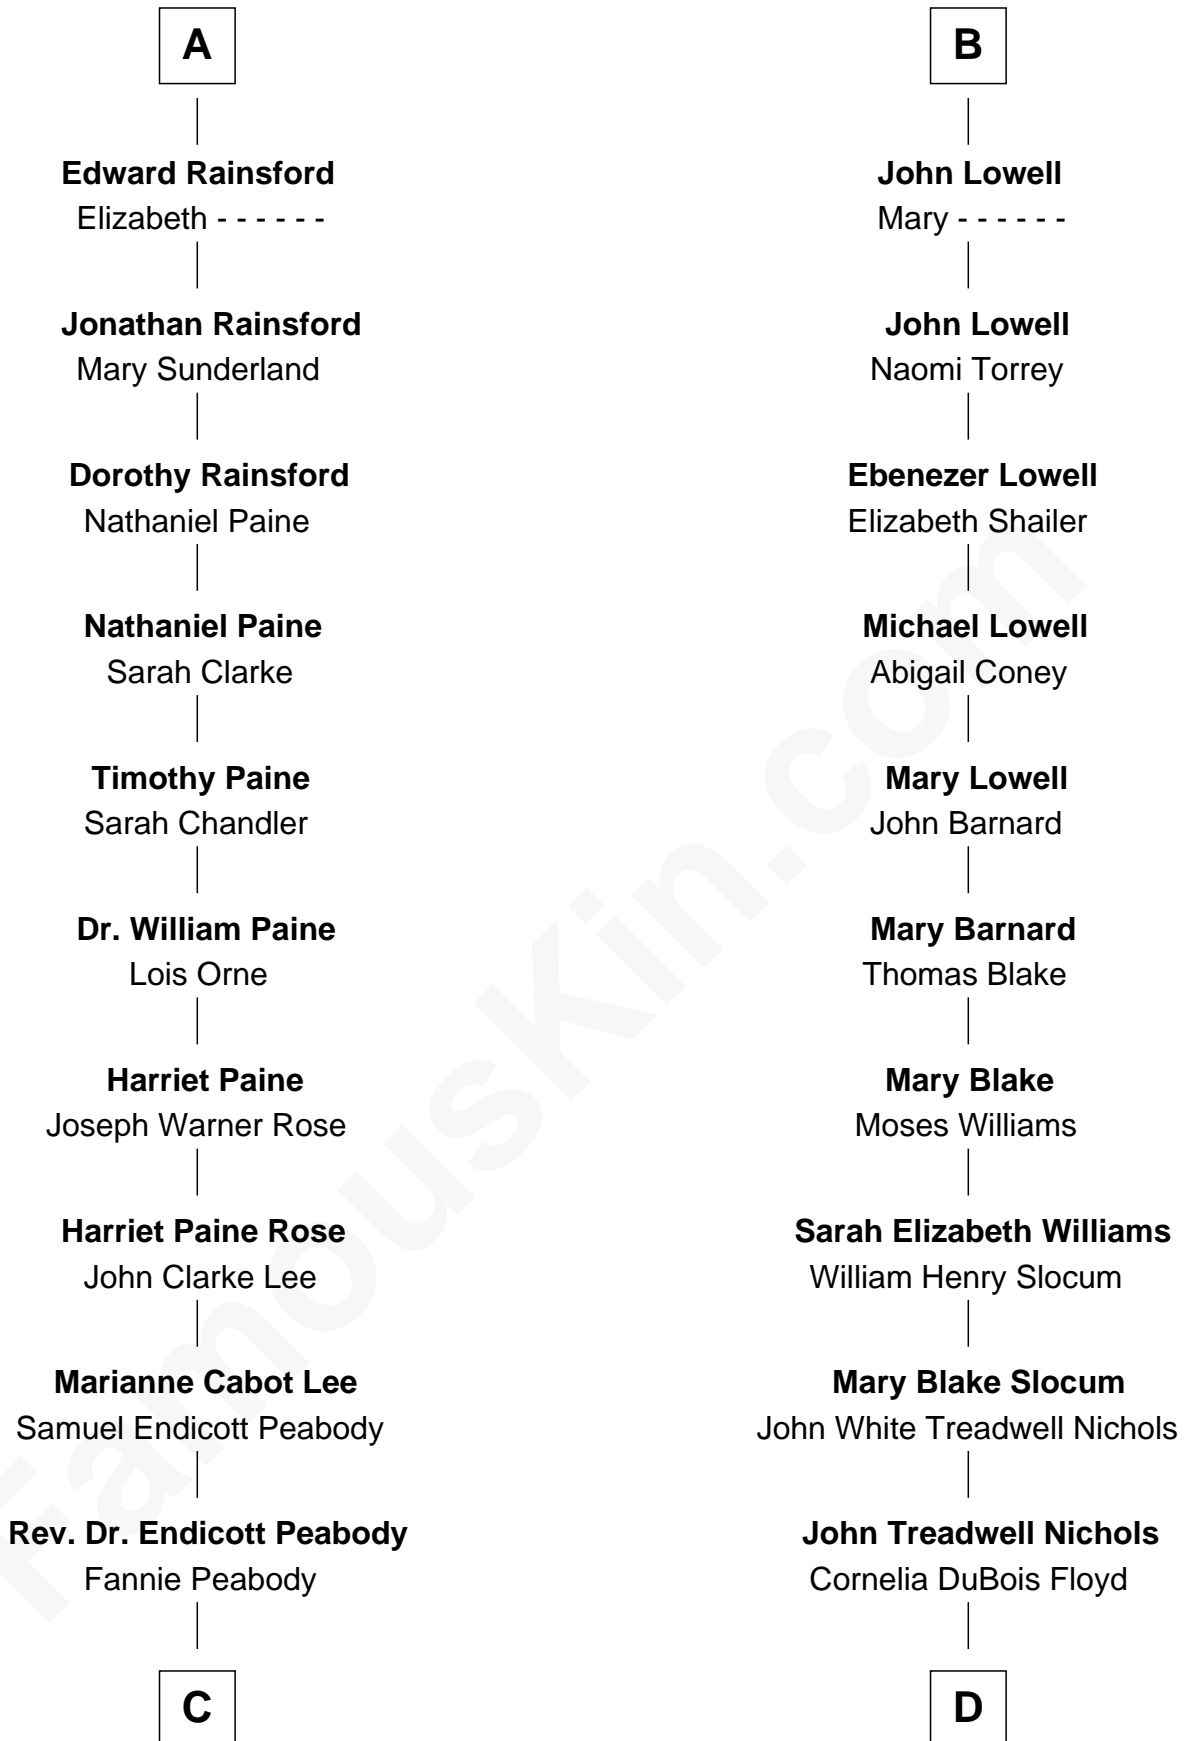 A
Edward Rainsford
Elizabeth - - - - - -
Jonathan Rainsford
Mary Sunderland
Dorothy Rainsford
Nathaniel Paine
Nathaniel Paine
Sarah Clarke
Timothy Paine
Sarah Chandler
Dr. William Paine
Lois Orne
Harriet Paine
Joseph Warner Rose
Harriet Paine Rose
John Clarke Lee
Marianne Cabot Lee
Samuel Endicott Peabody
Rev. Dr. Endicott Peabody
Fannie Peabody
C
B
John Lowell
Mary - - - - - -
John Lowell
Naomi Torrey
Ebenezer Lowell
Elizabeth Shailer
Michael Lowell
Abigail Coney
Mary Lowell
John Barnard
Mary Barnard
Thomas Blake
Mary Blake
Moses Williams
Sarah Elizabeth Williams
William Henry Slocum
Mary Blake Slocum
John White Treadwell Nichols
John Treadwell Nichols
Cornelia DuBois Floyd
D
FamousKin.com